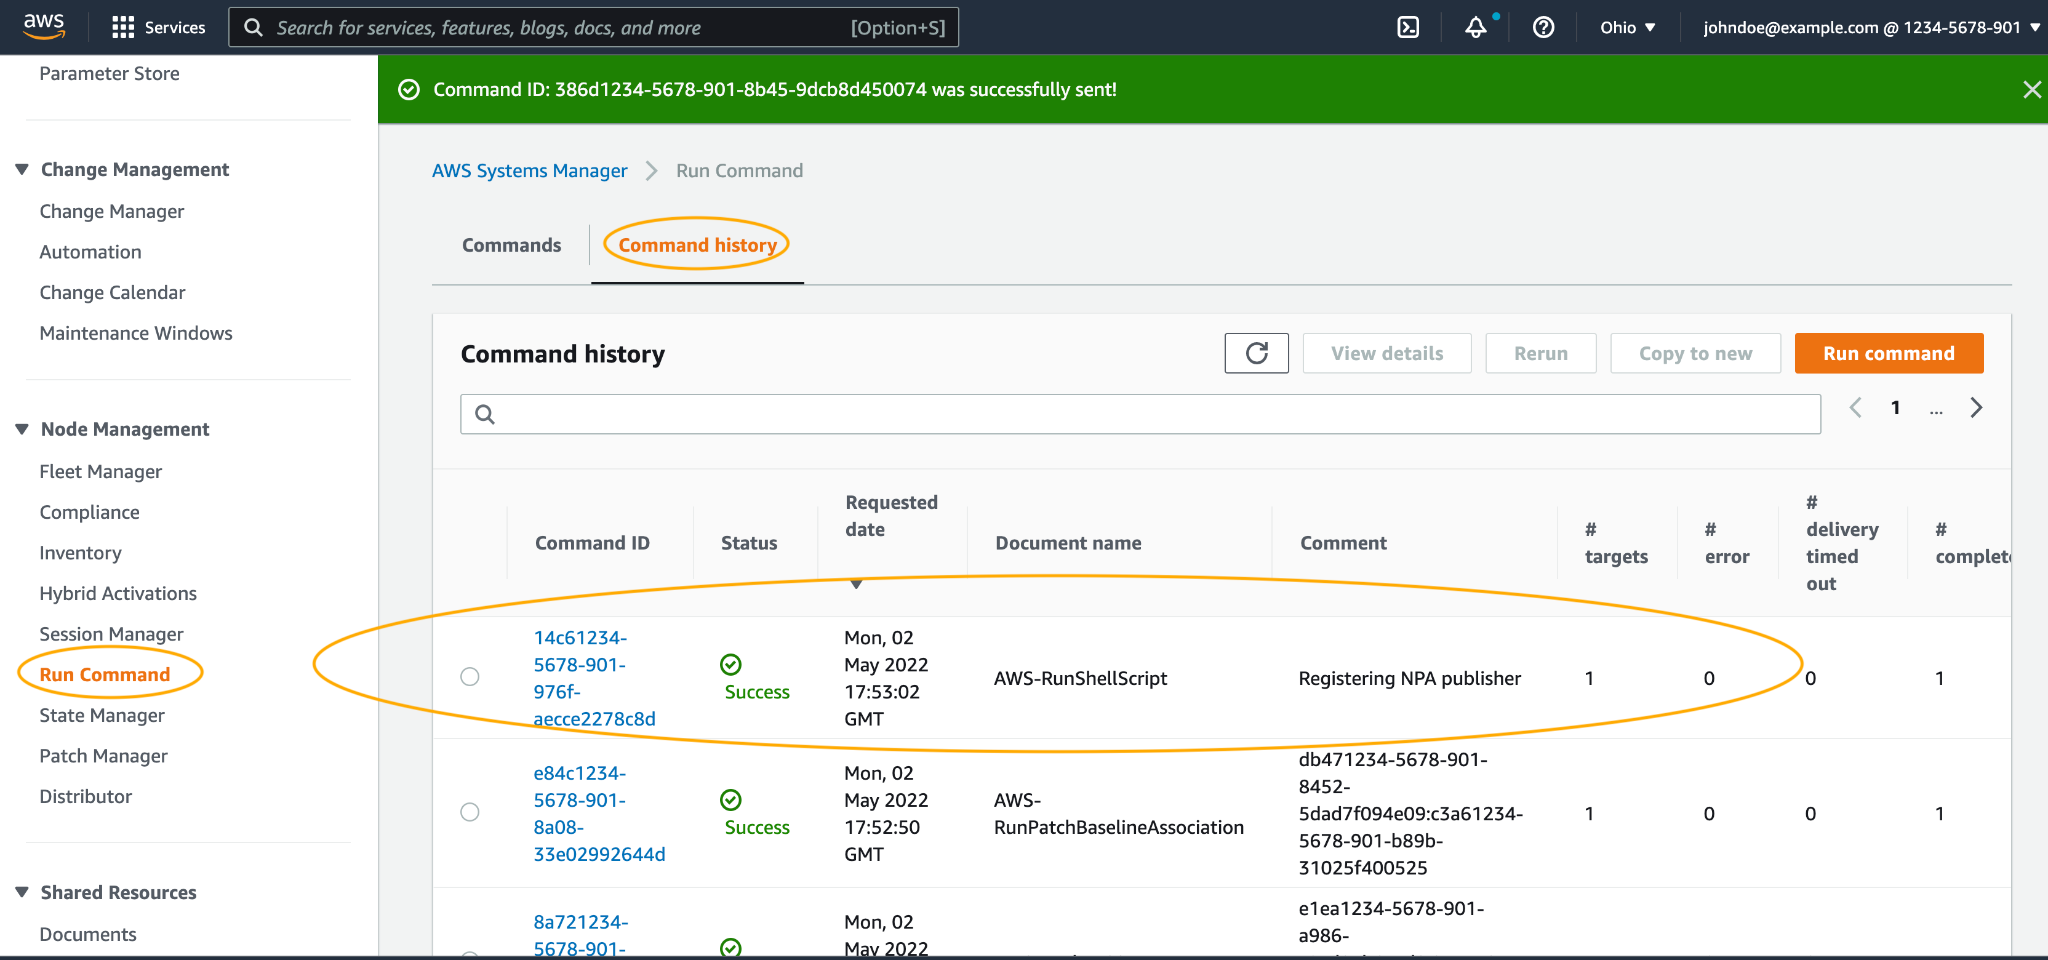 aws
Services
Search for services, features, blogs, docs, and more [Option+S]
Ohio
johndoe@example.com @ 1234-5678-901
Parameter Store
Change Management
Change Manager
Automation
Change Calendar
Maintenance Windows
Node Management
Fleet Manager
Compliance
Inventory
Hybrid Activations
Session Manager
Run Command
State Manager
Patch Manager
Distributor
Shared Resources
Documents
Command ID: 386d1234-5678-901-8b45-9dcb8d450074 was successfully sent!
AWS Systems Manager
Run Command
Commands
Command history
Command history
View details
Rerun
Copy to new
Run command
1 ...
Command ID
Status
Requested
date
Document name
Comment
#
targets
#
error
#
delivery
timed
out
#
complete
14c61234-
5678-901-
976f-
aecce2278c8d
Success
Mon, 02
May 2022
17:53:02
GMT
AWS-RunShellScript
Registering NPA publisher
1
0
0
1
e84c1234-
5678-901-
8a08-
33e02992644d
Success
Mon, 02
May 2022
17:52:50
GMT
AWS-
RunPatchBaselineAssociation
db471234-5678-901-
8452-
5dad7f094e09:c3a61234-
5678-901-b89b-
31025f400525
1
0
0
1
8a721234-
5678-901-
Mon, 02
May 2022
e1ea1234-5678-901-
a986-